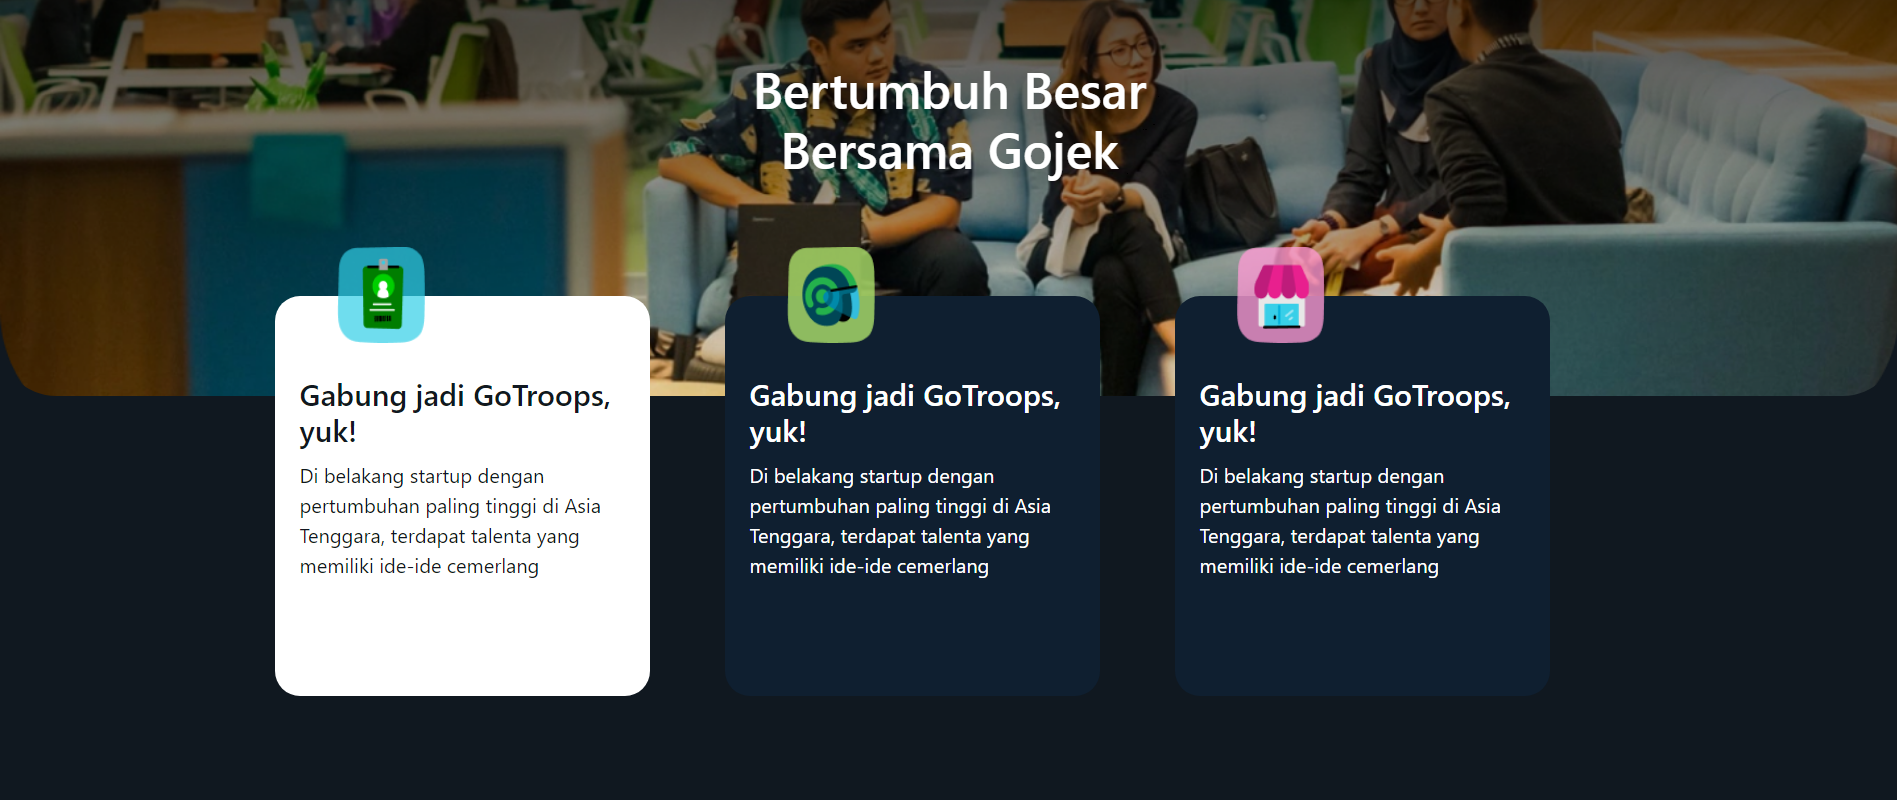 Bertumbuh Besar
Bersama Gojek
Gabung jadi GoTroops,
yuk!
Di belakang startup dengan
pertumbuhan paling tinggi di Asia
Tenggara, terdapat talenta yang
memiliki ide-ide cemerlang
Gabung jadi GoTroops,
yuk!
Di belakang startup dengan
pertumbuhan paling tinggi di Asia
Tenggara, terdapat talenta yang
memiliki ide-ide cemerlang
Gabung jadi GoTroops,
yuk!
Di belakang startup dengan
pertumbuhan paling tinggi di Asia
Tenggara, terdapat talenta yang
memiliki ide-ide cemerlang